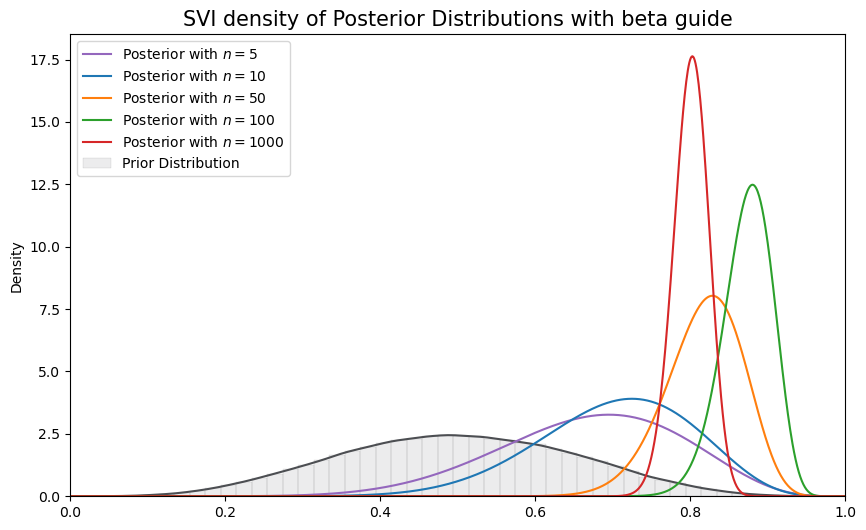 SVI density of Posterior Distributions with beta guide
Posterior with n = 5
Posterior with n = 10
Posterior with n = 50
Posterior with n = 100
Posterior with n = 1000
Prior Distribution
Density
17.5
15.0
12.5
10.0
7.5
5.0
2.5
0.0
0.0 0.2 0.4 0.6 0.8 1.0